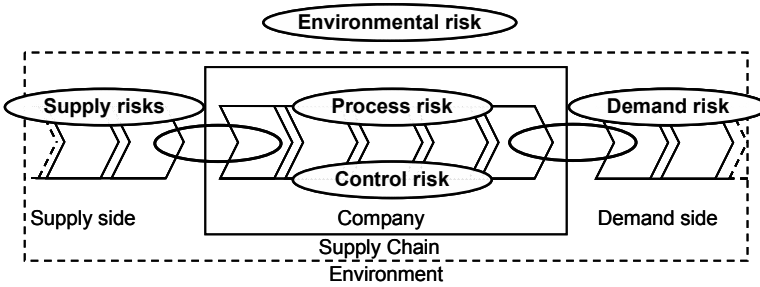 Environmental risk
Supply risks
Process risk
Demand risk
Control risk
Supply side
Company
Demand side
Supply Chain
Environment